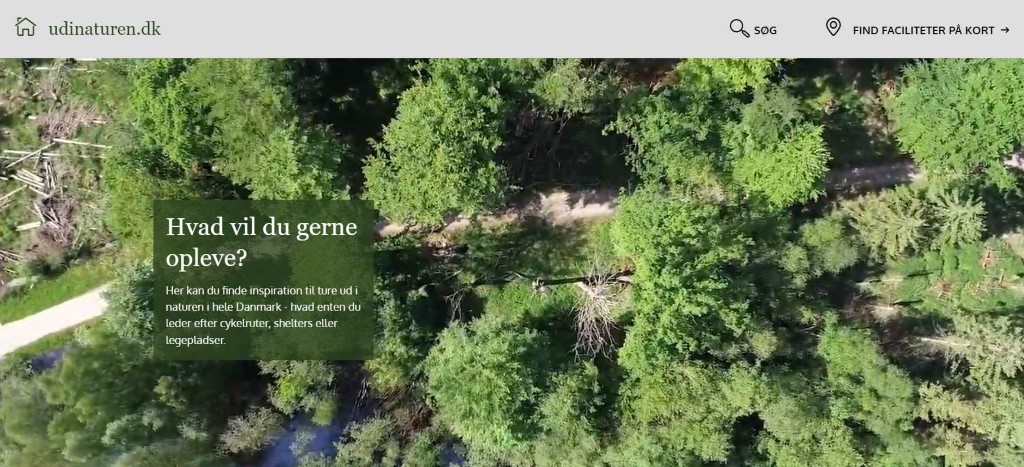 udinaturen.dk
SØG
FIND FACILITETER PÅ KORT →
Hvad vil du gerne
opleve?
Her kan du finde inspiration til ture ud i
naturen i hele Danmark - hvad enten du
leder efter cykelruter, shelters eller
legepladser.